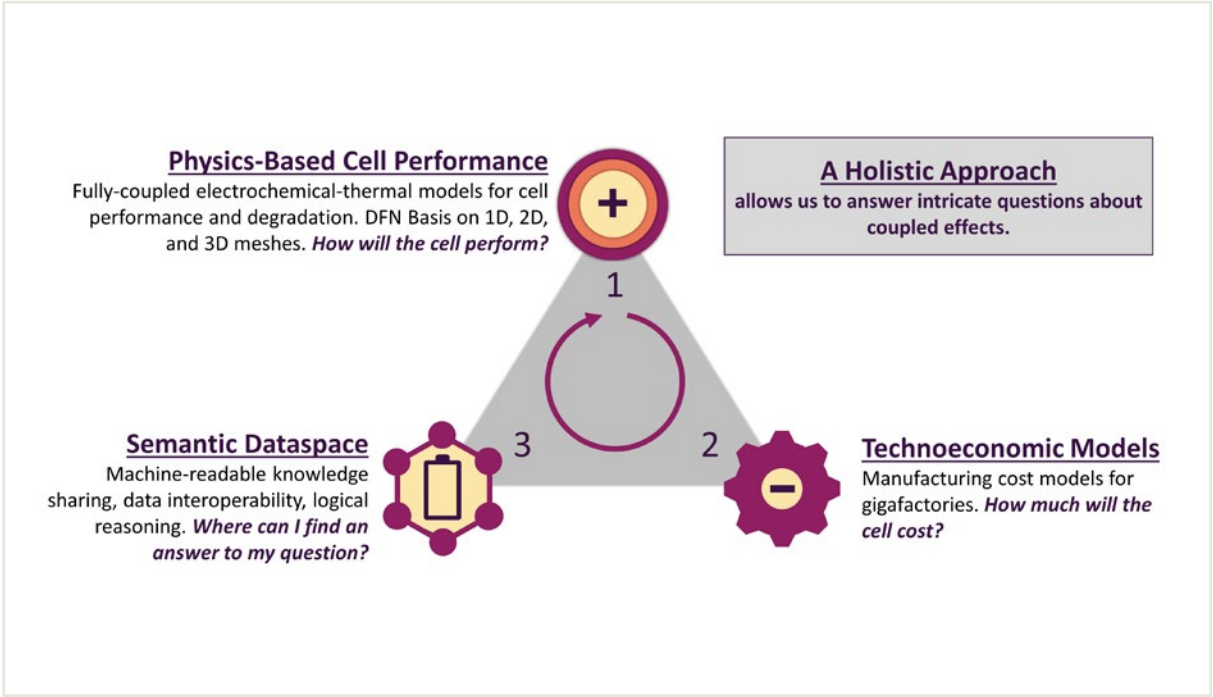 Physics-Based Cell Performance
Fully-coupled electrochemical-thermal models for cell
performance and degradation. DFN Basis on 1D, 2D,
and 3D meshes. How will the cell perform?
A Holistic Approach
allows us to answer intricate questions about
coupled effects.
1
Semantic Dataspace
Machine-readable knowledge
sharing, data interoperability, logical
reasoning. Where can I find an
answer to my question?
3
2
Technoeconomic Models
Manufacturing cost models for
gigafactories. How much will the
cell cost?